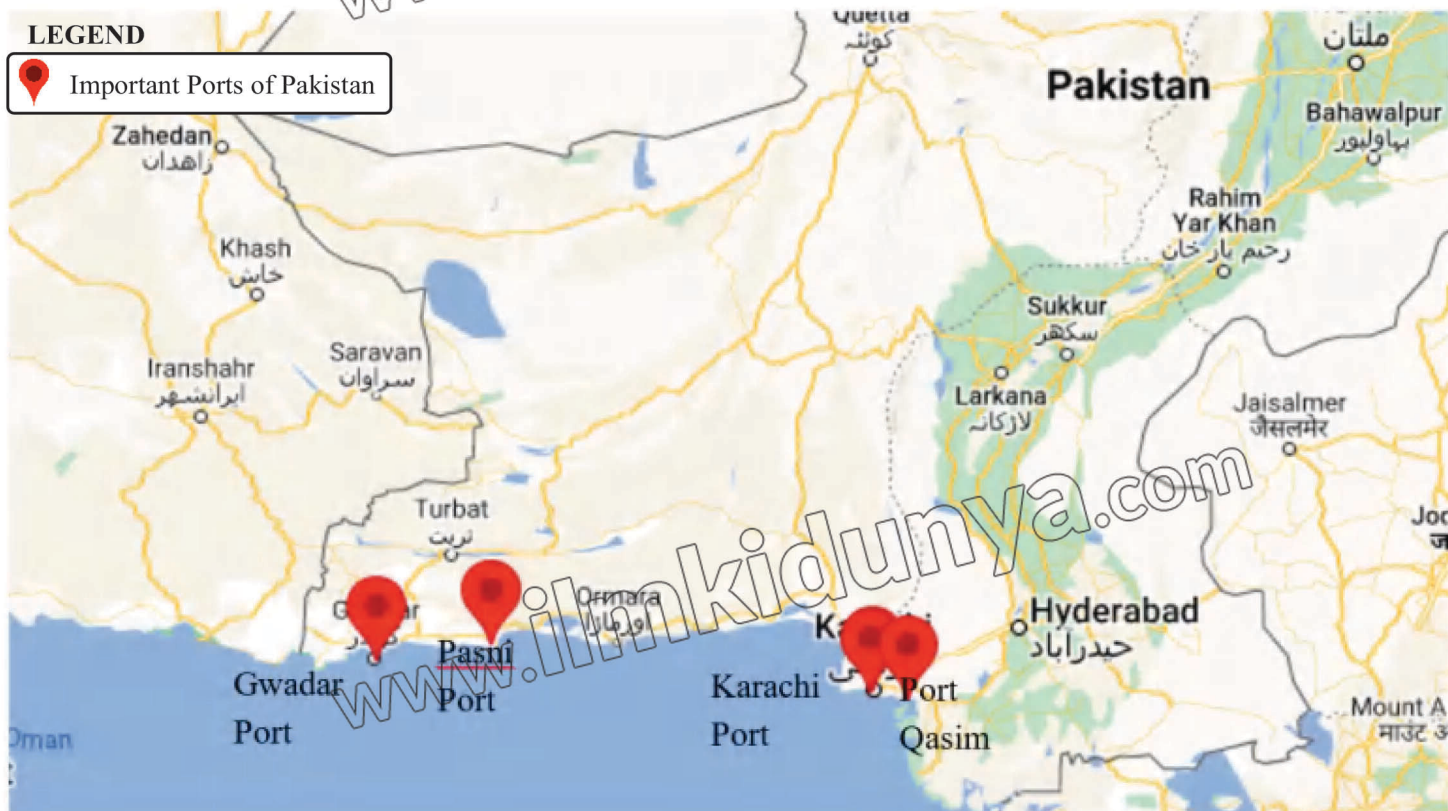 LEGEND
Important Ports of Pakistan
Quetta
کوئٹہ
ملتان
Pakistan
Bahawalpur
بہاولپور
Zahedan
زاهدان
Rahim
Yar Khan
رحیم یار خان
Khash
خاش
Sukkur
سکھر
Saravan
سراوان
Iranshahr
ایرانشهر
Larkana
لاڑکانہ
Jaisalmer
जैसलमेर
www.ilmkidunya.com
Turbat
تربت
Ormara
اورماڑا
Hyderabad
حیدرآباد
Pasni
Port
Gwadar
Port
Karachi
Port
Port
Qasim
Mount A
माउंट
Oman